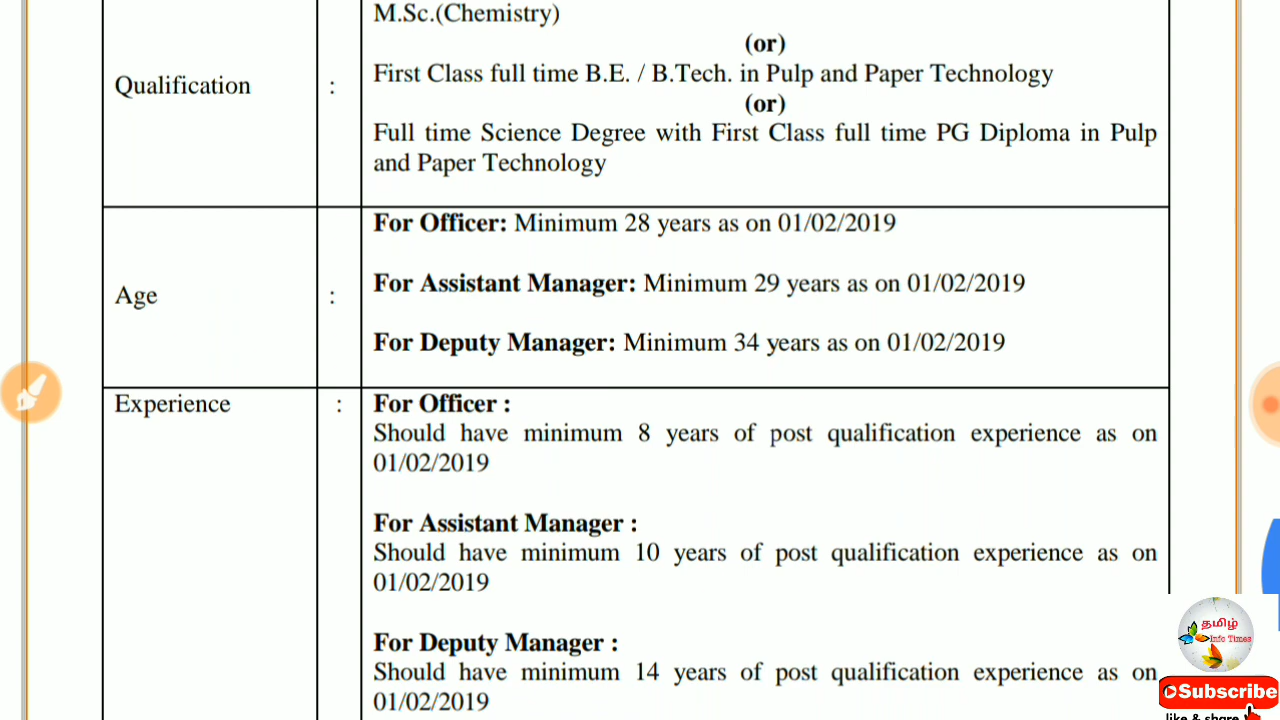 M.Sc.(Chemistry)
(or)
First Class full time B.E. / B.Tech. in Pulp and Paper Technology
(or)
Full time Science Degree with First Class full time PG Diploma in Pulp
and Paper Technology
Qualification :
For Officer: Minimum 28 years as on 01/02/2019
For Assistant Manager: Minimum 29 years as on 01/02/2019
For Deputy Manager: Minimum 34 years as on 01/02/2019
Age :
Experience : For Officer :
Should have minimum 8 years of post qualification experience as on
01/02/2019
For Assistant Manager :
Should have minimum 10 years of post qualification experience as on
01/02/2019
For Deputy Manager :
Should have minimum 14 years of post qualification experience as on
01/02/2019
தமிழ்
Info Times
Subscribe
like & share